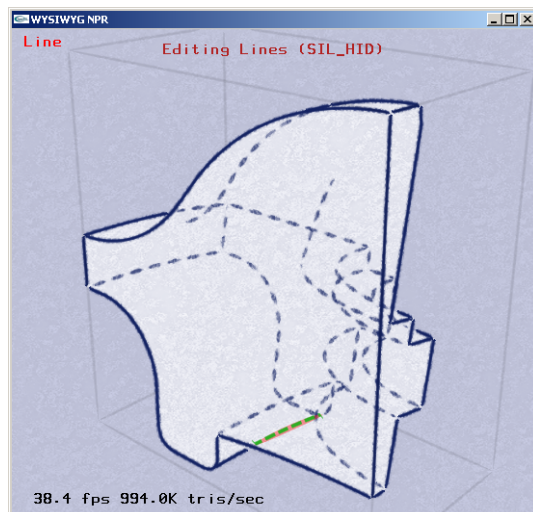 WYSIWYG NPR
Line
Editing Lines (SIL_HID)
38.4 fps 994.0K tris/sec